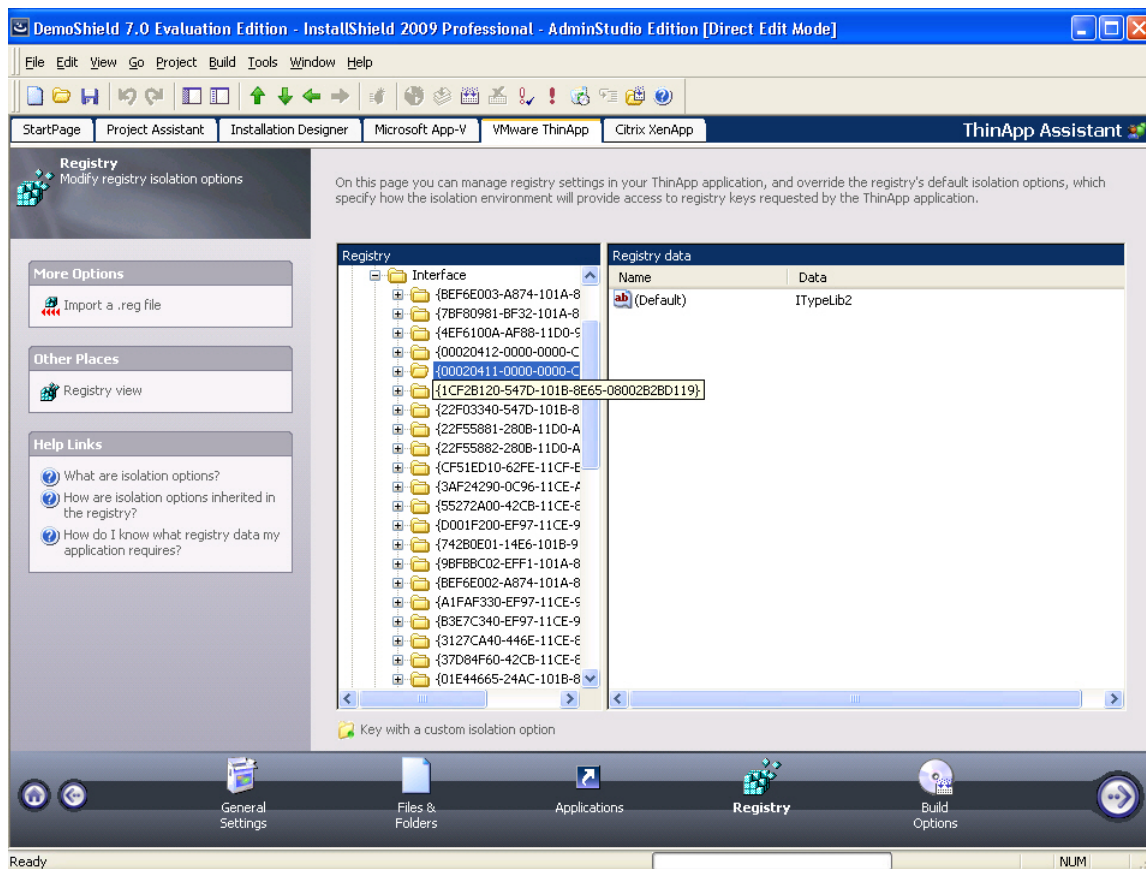 DemoShield 7.0 Evaluation Edition - InstallShield 2009 Professional - AdminStudio Edition [Direct Edit Mode]
File Edit View Go Project Build Tools Window Help
StartPage Project Assistant Installation Designer Microsoft App-V VMware ThinApp Citrix XenApp ThinApp Assistant
Registry
Modify registry isolation options
On this page you can manage registry settings in your ThinApp application, and override the registry's default isolation options, which
specify how the isolation environment will provide access to registry keys requested by the ThinApp application.
More Options
Import a .reg file
Other Places
Registry view
Help Links
What are isolation options?
How are isolation options inherited in
the registry?
How do I know what registry data my
application requires?
Registry
Interface
{BEF6E003-A874-101A-8
{7BF80981-BF32-101A-8
{4EF6100A-AF88-11D0-9
{00020412-0000-0000-C
{00020411-0000-0000-C
{1CF2B120-547D-101B-8E65-08002B2BD119}
{22F03340-547D-101B-8
{22F55881-280B-11D0-A
{22F55882-280B-11D0-A
{CF51ED10-62FE-11CF-E
{3AF24290-0C96-11CE-A
{55272A00-42CB-11CE-8
{D001F200-EF97-11CE-9
{742B0E01-14E6-101B-9
{9BFBBC02-EFF1-101A-8
{BEF6E002-A874-101A-8
{A1FAF330-EF97-11CE-9
{B3E7C340-EF97-11CE-9
{3127CA40-446E-11CE-8
{37D84F60-42CB-11CE-8
{01E44665-24AC-101B-8
Registry data
Name Data
(Default) ITypeLib2
Key with a custom isolation option
General
Settings
Files &
Folders
Applications
Registry
Build
Options
Ready NUM